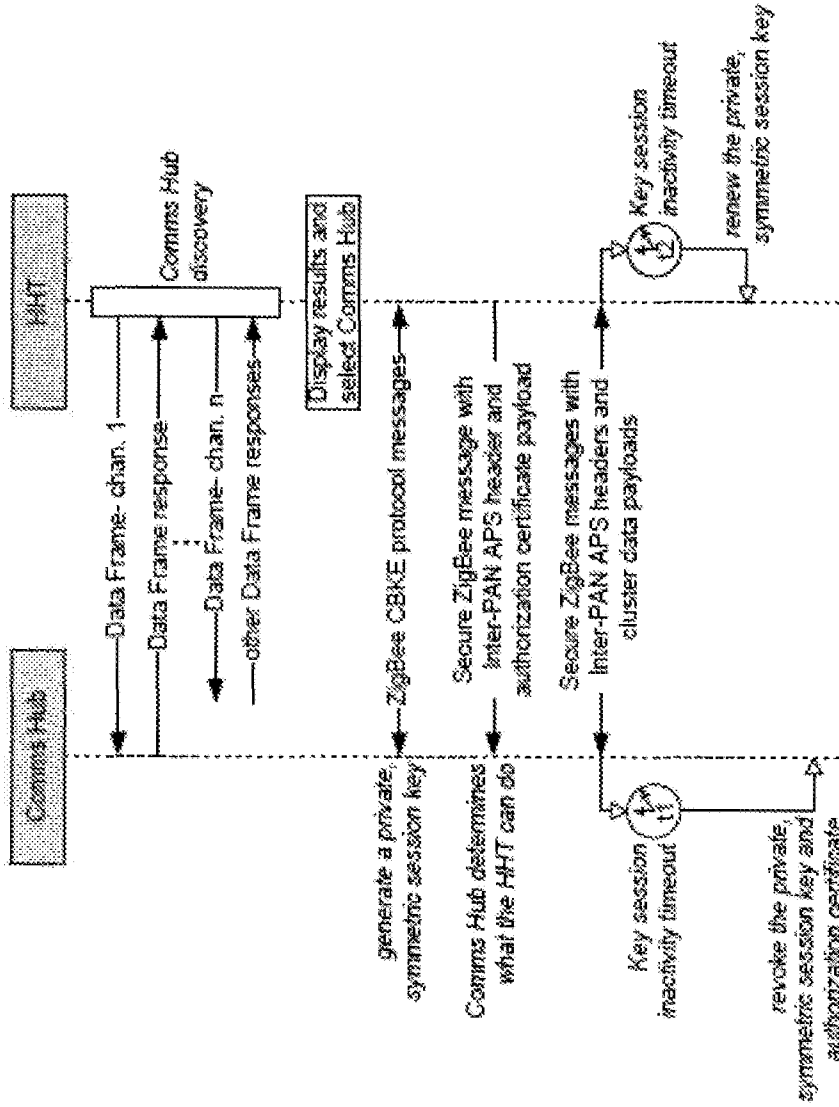 Comms Hub
HHT
Data Frame- chan. 1
Data Frame response
Data Frame- chan. n
other Data Frame responses
Comms Hub
discovery
Display results and
select Comms Hub
ZigBee CBKE protocol messages
generate a private,
symmetric session key
Secure ZigBee message with
Inter-PAN APS header and
authorization certificate payload
Comms Hub determines
what the HHT can do
Secure ZigBee messages with
Inter-PAN APS headers and
cluster data payloads
Key session
inactivity timeout
t1
Key session
inactivity timeout
t2
renew the private,
symmetric session key
revoke the private,
symmetric session key and
authorization certificate